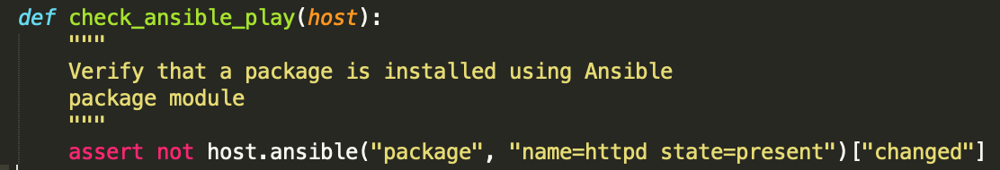 def check_ansible_play(host):
"""
Verify that a package is installed using Ansible
package module
"""
assert not host.ansible("package", "name=httpd state=present")["changed"]